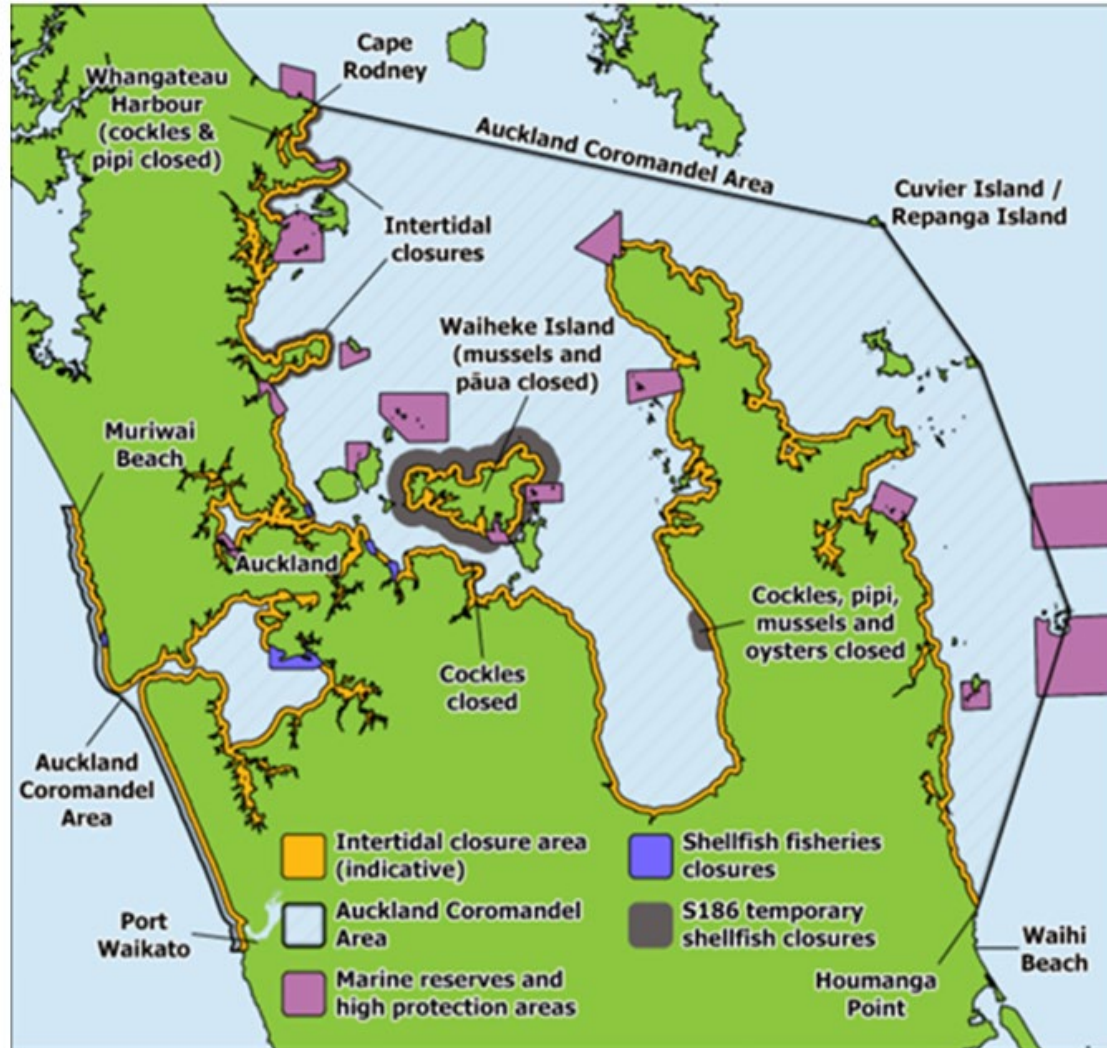 Cape
Rodney
Whangateau
Harbour
(cockles &
pipi closed)
Auckland Coromandel Area
Cuvier Island /
Repanga Island
Intertidal
closures
Waiheke Island
(mussels and
pāua closed)
Muriwai
Beach
Auckland
Cockles, pipi,
mussels and
oysters closed
Cockles
closed
Auckland
Coromandel
Area
Intertidal closure area
(indicative)
Shellfish fisheries
closures
Auckland Coromandel
Area
S186 temporary
shellfish closures
Marine reserves and
high protection areas
Port
Waikato
Houmanga
Point
Waihi
Beach